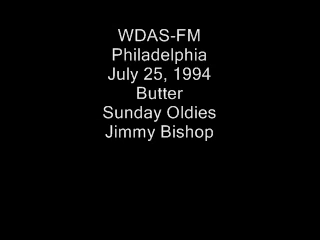 WDAS-FM
Philadelphia
July 25, 1994
Butter
Sunday Oldies
Jimmy Bishop